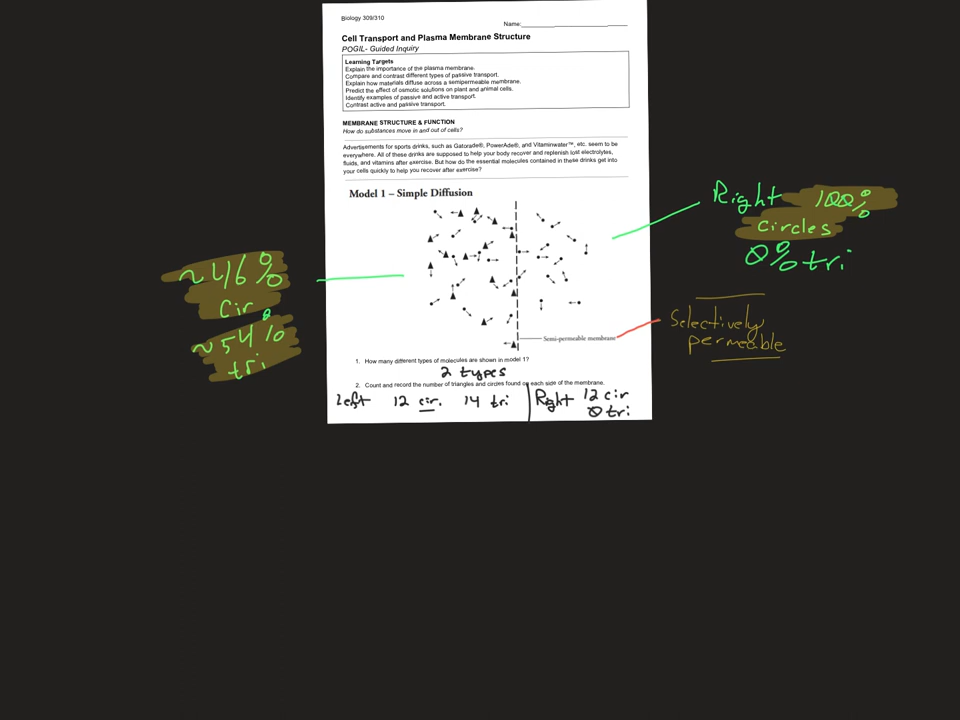 Biology 309/310
Name:
Cell Transport and Plasma Membrane Structure
POGIL- Guided Inquiry
Learning Targets
Explain the importance of the plasma membrane.
Compare and contrast different types of passive transport.
Explain how materials diffuse across a semipermeable membrane.
Predict the effect of osmotic solutions on plant and animal cells.
Identify examples of passive and active transport.
Contrast active and passive transport.
MEMBRANE STRUCTURE & FUNCTION
How do substances move in and out of cells?
Advertisements for sports drinks, such as Gatorade®, PowerAde®, and Vitaminwater™, etc. seem to be
everywhere. All of these drinks are supposed to help your body recover and replenish lost electrolytes,
fluids, and vitamins after exercise. But how do the essential molecules contained in these drinks get into
your cells quickly to help you recover after exercise?
Model 1 – Simple Diffusion
Right 100%
circles
0% tri
~46%
cir
~54%
tri
Selectively
permeable
Semi-permeable membrane
1. How many different types of molecules are shown in model 1?
2 types
2. Count and record the number of triangles and circles found on each side of the membrane.
Left 12 cir. 14 tri Right 12 cir
0 tri